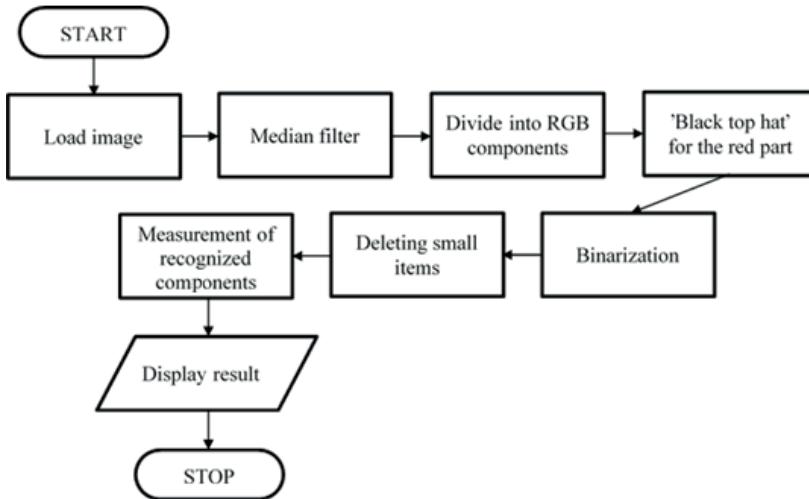 START
Load image
Median filter
Divide into RGB
components
'Black top hat'
for the red part
Binarization
Deleting small
items
Measurement of
recognized
components
Display result
STOP